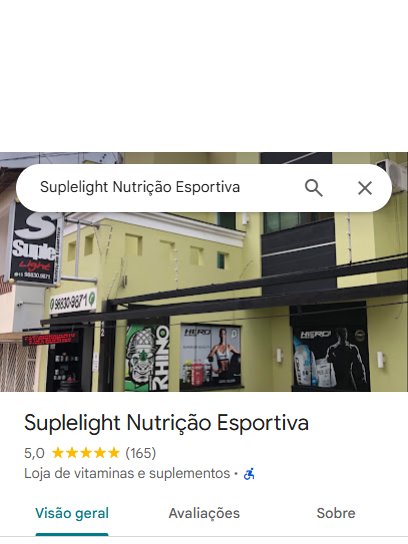 Suplelight Nutrição Esportiva
S
Suple
Light
98830.9871
98830-9871
RHINO
HERO
HERO
Suplelight Nutrição Esportiva
5,0 ★★★★★ (165)
Loja de vitaminas e suplementos ·
Visão geral Avaliações Sobre